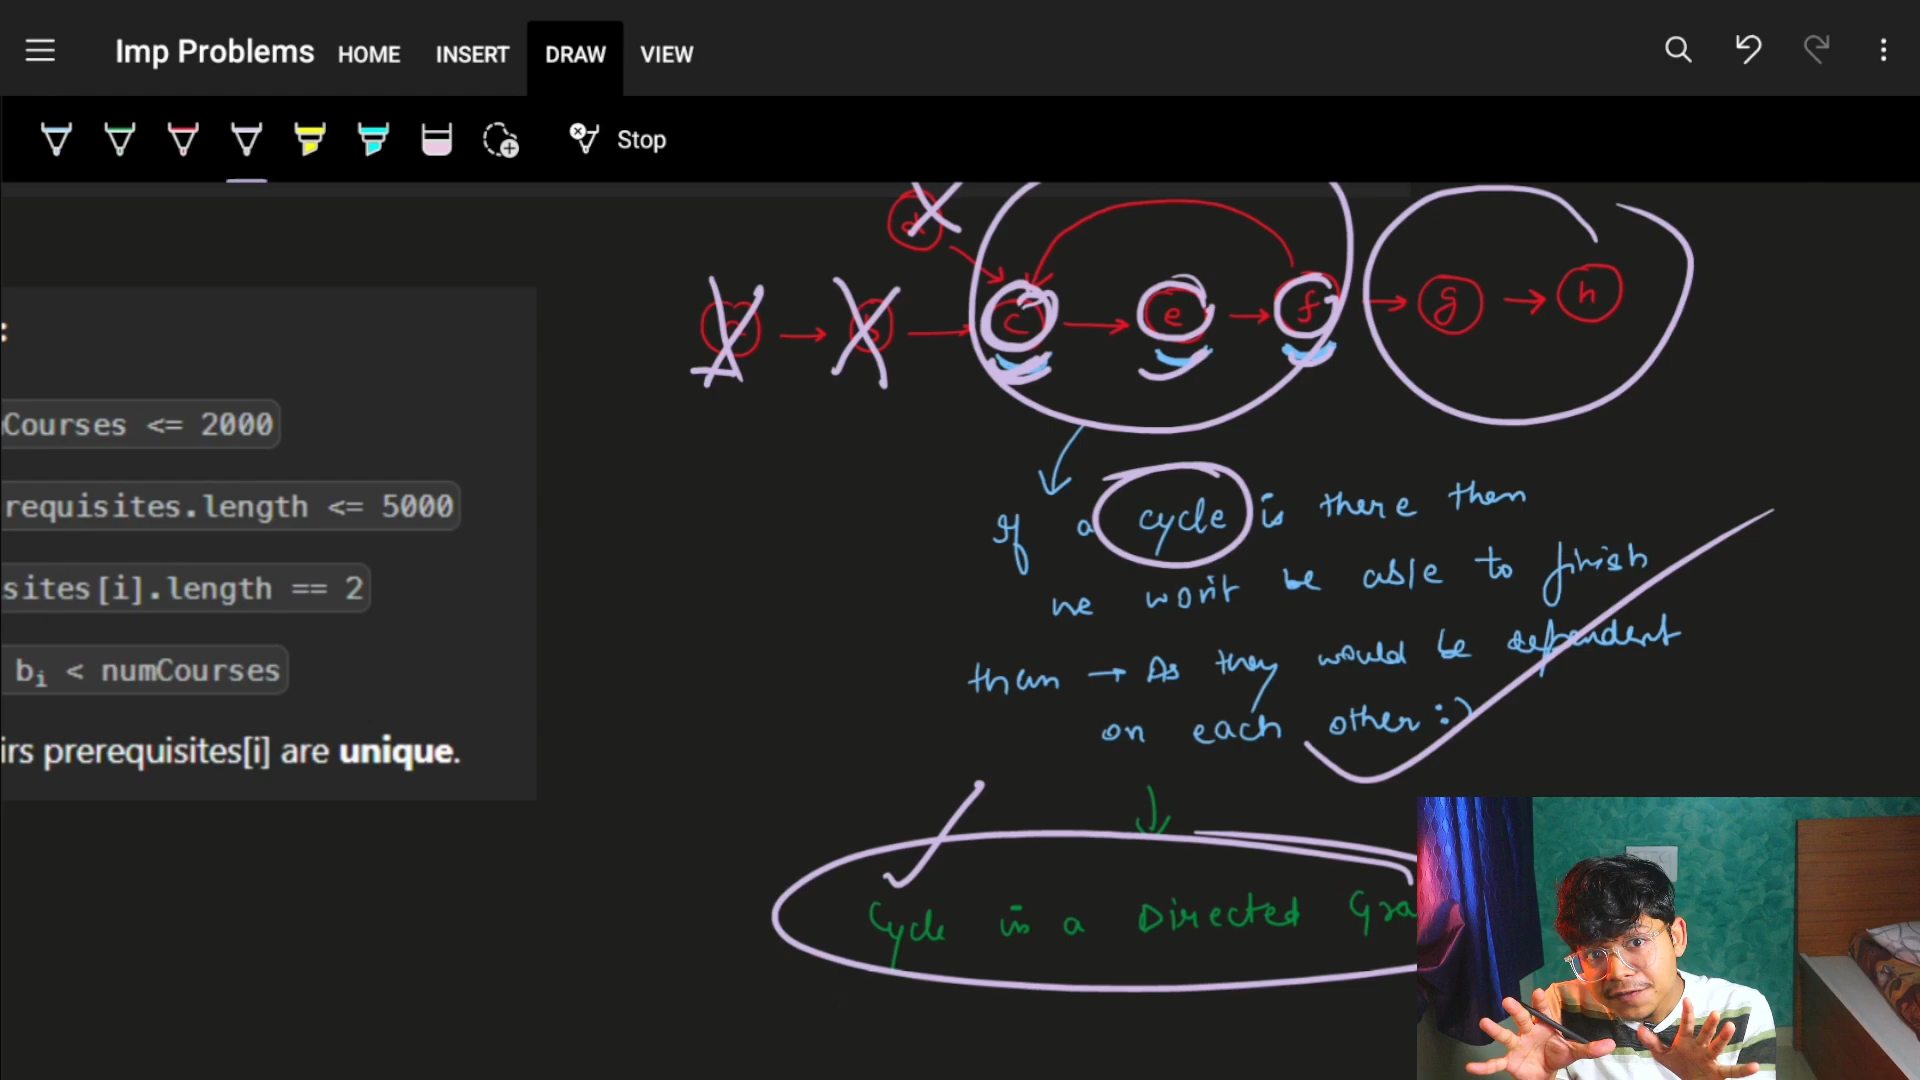 Imp Problems HOME INSERT DRAW VIEW
Stop
d
b c e f g h
:
Courses <= 2000
requisites.length <= 5000
sites[i].length == 2
bᵢ < numCourses
irs prerequisites[i] are unique.
If a cycle is there then
we won't be able to finish
them → As they would be dependent
on each other :)
Cycle in a Directed Gra